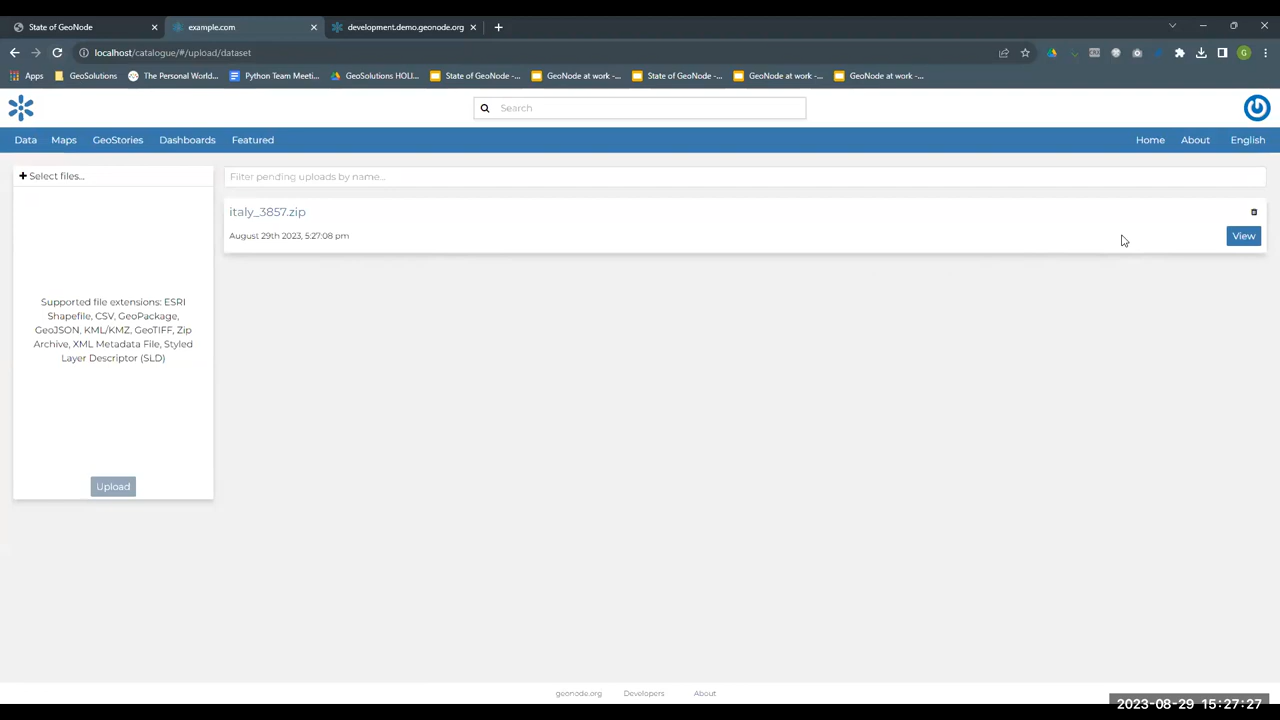 State of GeoNode
example.com
development.demo.geonode.org
localhost/catalogue/#/upload/dataset
G
Apps
GeoSolutions
The Personal World...
Python Team Meeti...
GeoSolutions HOLI...
State of GeoNode -...
GeoNode at work -...
State of GeoNode -...
GeoNode at work -...
GeoNode at work -...
Search
Data
Maps
GeoStories
Dashboards
Featured
Home
About
English
Select files...
Filter pending uploads by name...
italy_3857.zip
August 29th 2023, 5:27:08 pm
View
Supported file extensions: ESRI
Shapefile, CSV, GeoPackage,
GeoJSON, KML/KMZ, GeoTIFF, Zip
Archive, XML Metadata File, Styled
Layer Descriptor (SLD)
Upload
geonode.org
Developers
About
2023-08-29 15:27:27